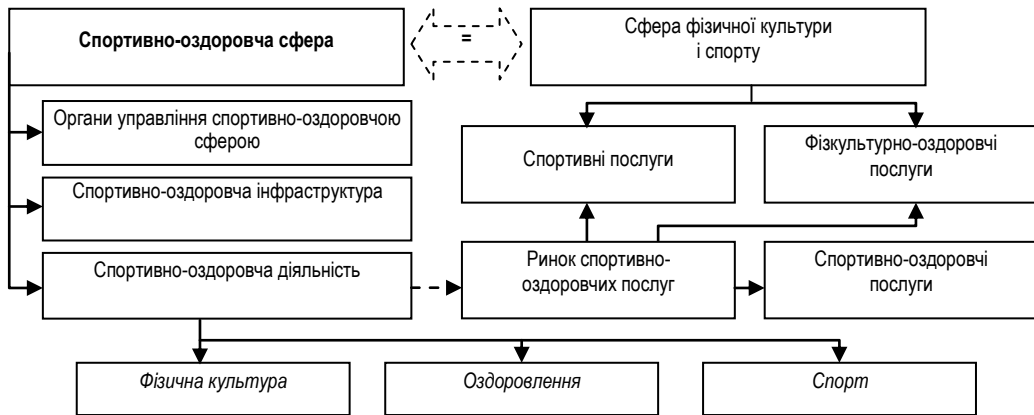 Спортивно-оздоровча сфера
=
Сфера фізичної культури
і спорту
Органи управління спортивно-оздоровчою
сферою
Спортивні послуги
Фізкультурно-оздоровчі
послуги
Спортивно-оздоровча інфраструктура
Спортивно-оздоровча діяльність
Ринок спортивно-
оздоровчих послуг
Спортивно-оздоровчі
послуги
Фізична культура
Оздоровлення
Спорт